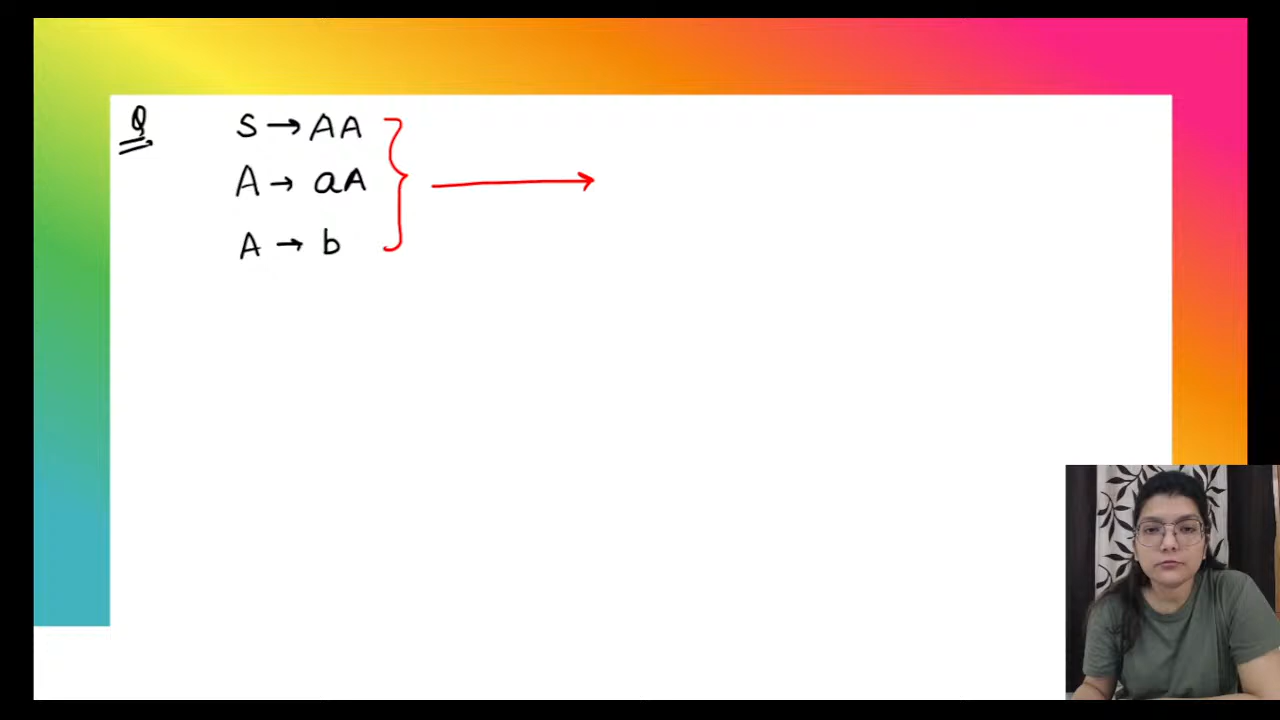 Q S → AA
A → aA
A → b